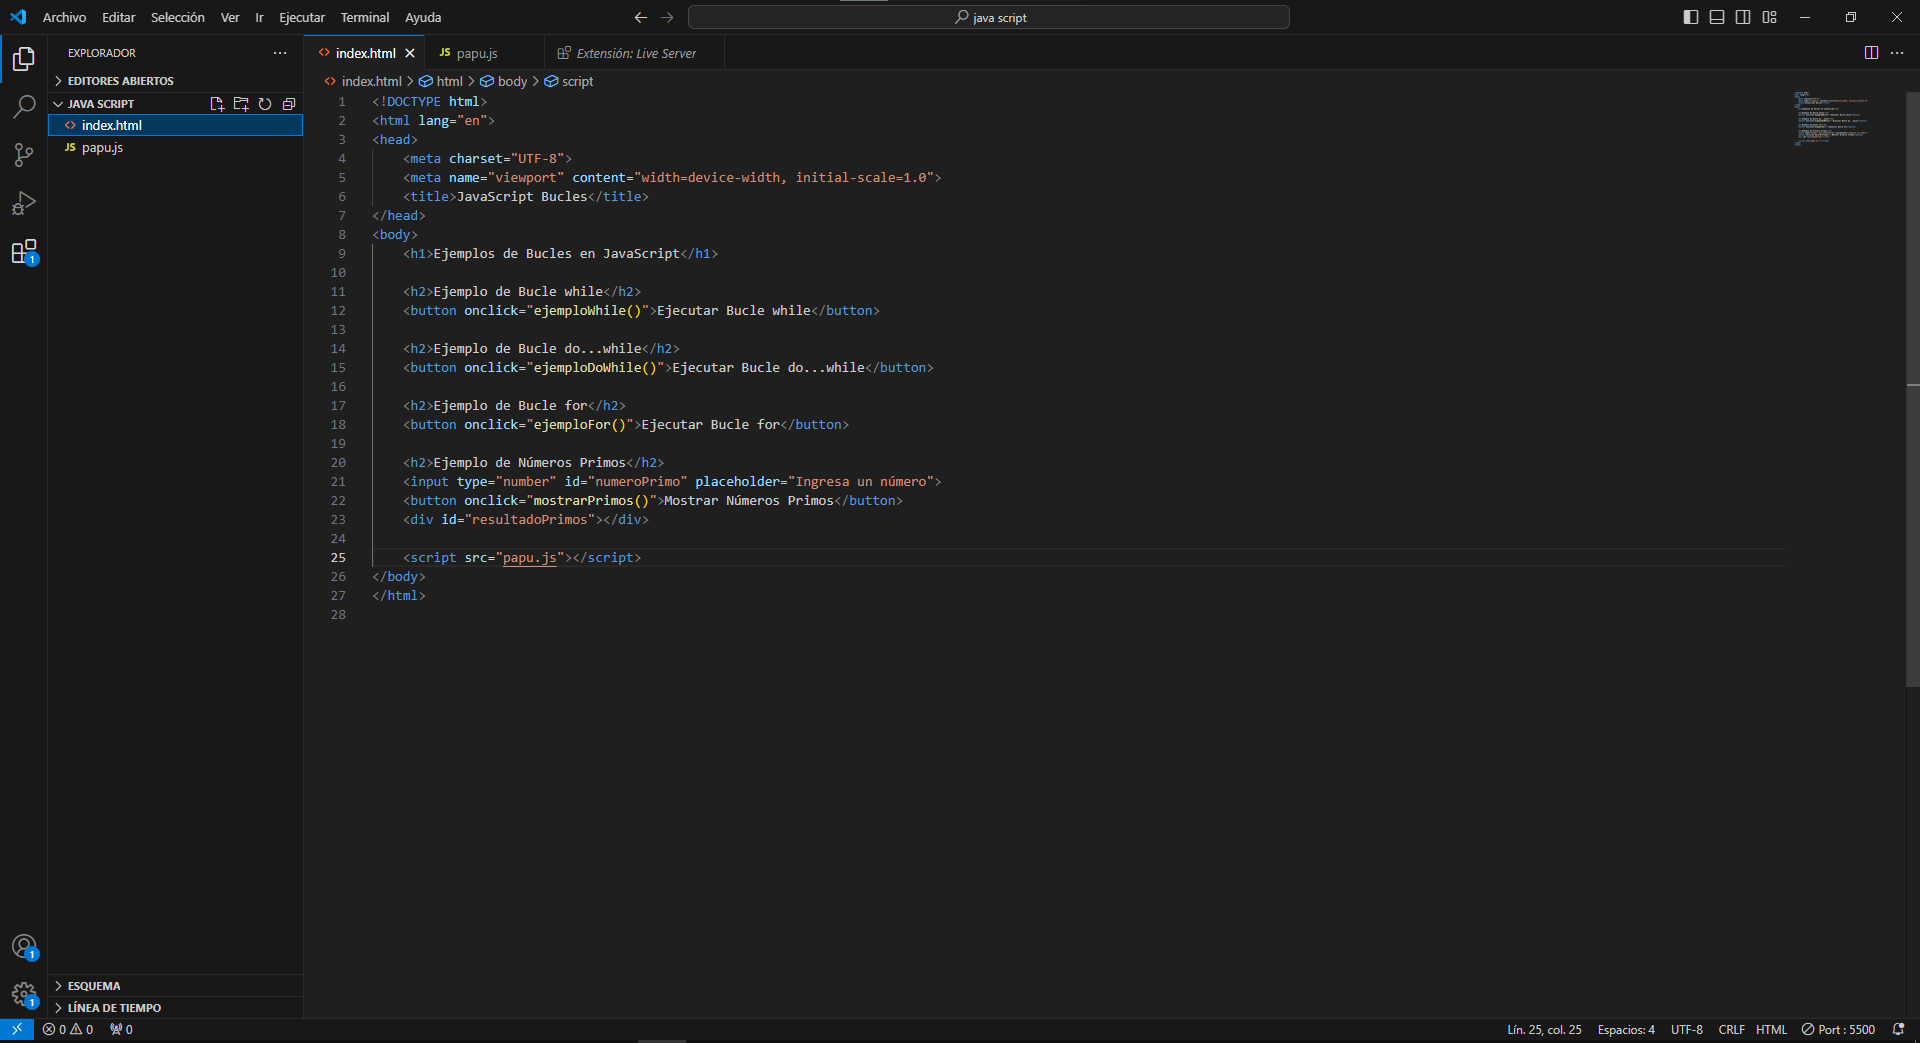 Archivo Editar Selección Ver Ir Ejecutar Terminal Ayuda
java script
EXPLORADOR
EDITORES ABIERTOS
JAVA SCRIPT
index.html
JS papu.js
1
1
1
ESQUEMA
LÍNEA DE TIEMPO
index.html JS papu.js Extensión: Live Server
index.html > html > body > script
1 <!DOCTYPE html>
2 <html lang="en">
3 <head>
4 <meta charset="UTF-8">
5 <meta name="viewport" content="width=device-width, initial-scale=1.0">
6 <title>JavaScript Bucles</title>
7 </head>
8 <body>
9 <h1>Ejemplos de Bucles en JavaScript</h1>
10
11 <h2>Ejemplo de Bucle while</h2>
12 <button onclick="ejemploWhile()">Ejecutar Bucle while</button>
13
14 <h2>Ejemplo de Bucle do...while</h2>
15 <button onclick="ejemploDoWhile()">Ejecutar Bucle do...while</button>
16
17 <h2>Ejemplo de Bucle for</h2>
18 <button onclick="ejemploFor()">Ejecutar Bucle for</button>
19
20 <h2>Ejemplo de Números Primos</h2>
21 <input type="number" id="numeroPrimo" placeholder="Ingresa un número">
22 <button onclick="mostrarPrimos()">Mostrar Números Primos</button>
23 <div id="resultadoPrimos"></div>
24
25 <script src="papu.js"></script>
26 </body>
27 </html>
28
0 0 0
Lín. 25, col. 25 Espacios: 4 UTF-8 CRLF HTML Port : 5500